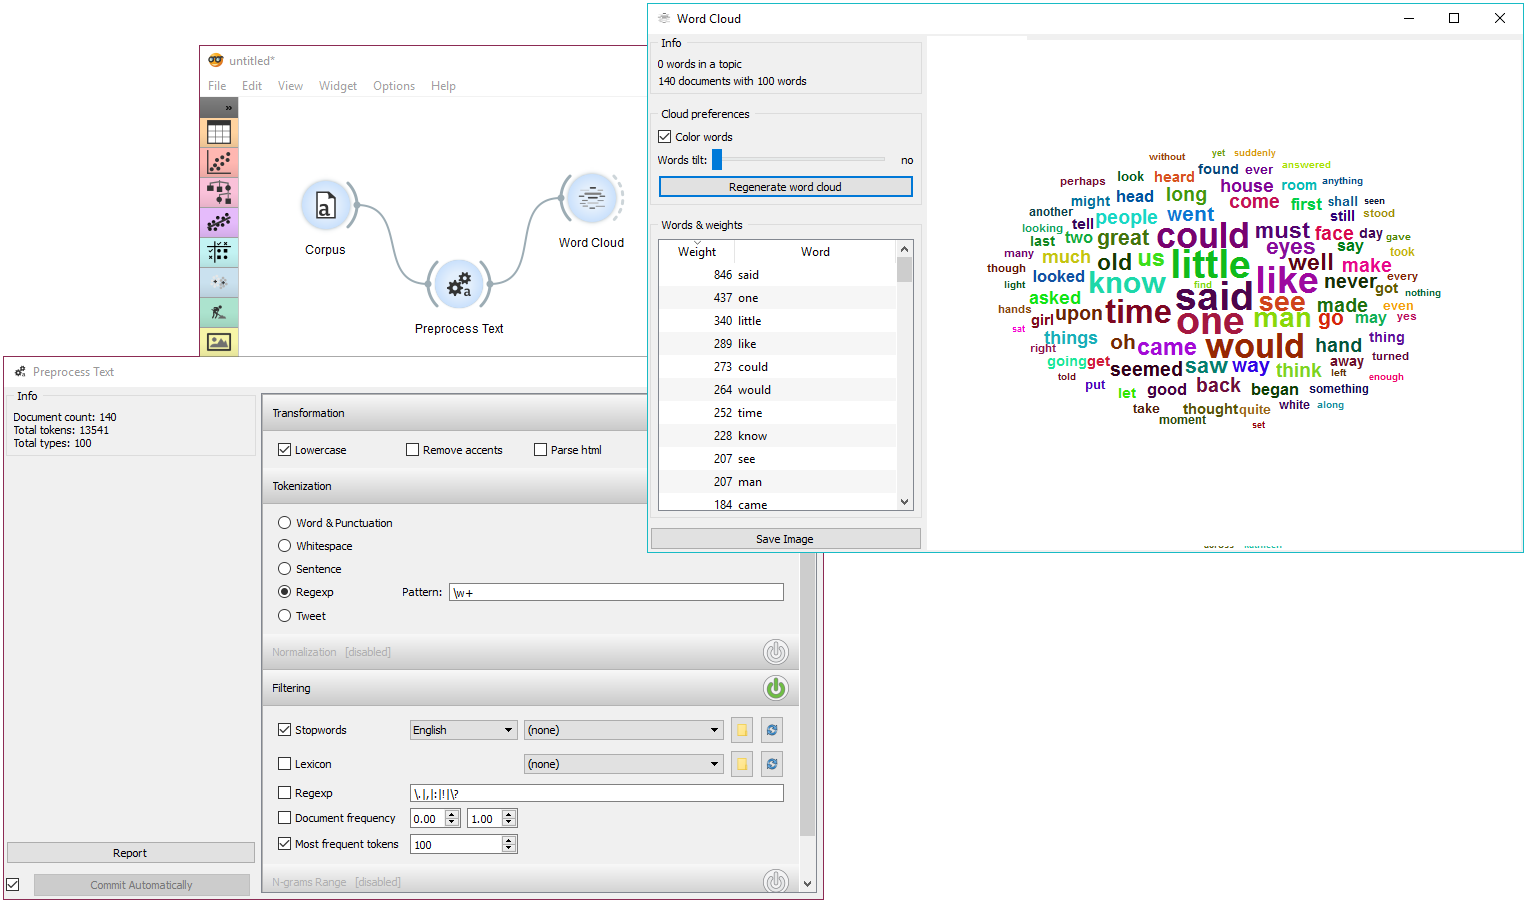 untitled*
File Edit View Widget Options Help
»
Corpus
Preprocess Text
Word Cloud
Word Cloud
Info
0 words in a topic
140 documents with 100 words
Cloud preferences
Color words
Words tilt: no
Regenerate word cloud
Words & weights
Weight Word
846 said
437 one
340 little
289 like
273 could
264 would
252 time
228 know
207 see
207 man
184 came
Save Image
without yet suddenly
perhaps look heard found ever answered
might head long house room anything
another tell people went come first shall seen
looking last two great could must face still stood
many much old us eyes say day gave
though looked know little like well make took
light asked find never got every nothing
hands girl upon time said see made even
sat things oh one man go may yes
right going get came would hand thing
told seemed saw way think away turned
put let good back began left enough
take thought quite white something along
moment set
Preprocess Text
Info
Document count: 140
Total tokens: 13541
Total types: 100
Report
Commit Automatically
Transformation
Lowercase Remove accents Parse html
Tokenization
Word & Punctuation
Whitespace
Sentence
Regexp Pattern: \w+
Tweet
Normalization [disabled]
Filtering
Stopwords English (none)
Lexicon (none)
Regexp \.|,|:|!|\?
Document frequency 0.00 1.00
Most frequent tokens 100
N-grams Range [disabled]